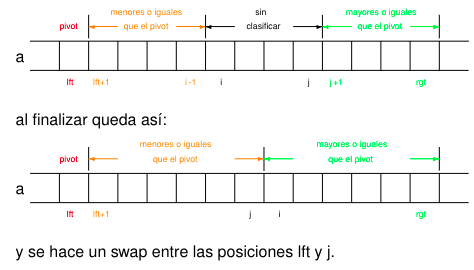 menores o iguales sin mayores o iguales
pivot que el pivot clasificar que el pivot
a
lft lft+1 i-1 i j j+1 rgt
al finalizar queda así:
menores o iguales mayores o iguales
pivot que el pivot que el pivot
a
lft lft+1 j i rgt
y se hace un swap entre las posiciones lft y j.